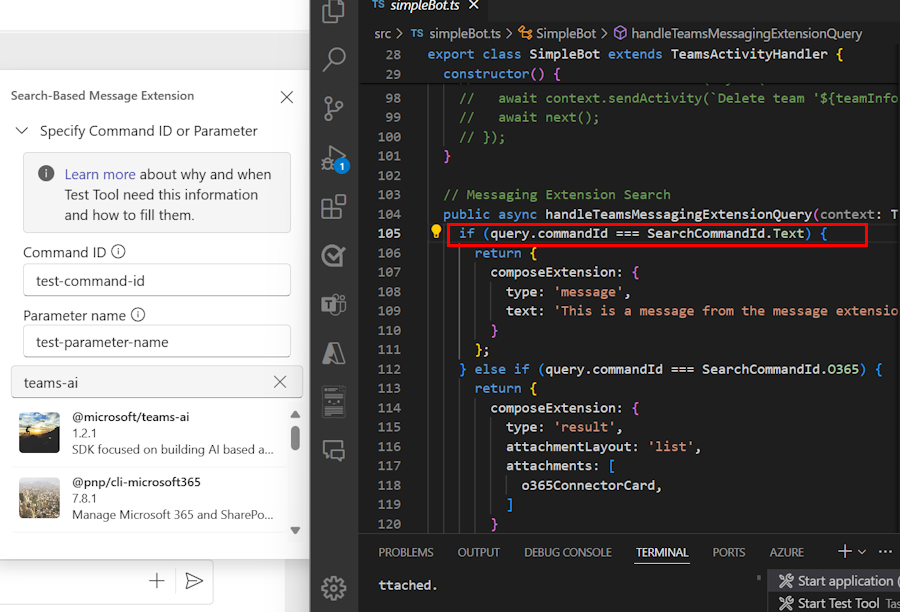 Search-Based Message Extension
Specify Command ID or Parameter
Learn more about why and when
Test Tool need this information
and how to fill them.
Command ID
test-command-id
Parameter name
test-parameter-name
teams-ai
@microsoft/teams-ai
1.2.1
SDK focused on building AI based a...
@pnp/cli-microsoft365
7.8.1
Manage Microsoft 365 and SharePo...
1
TS simpleBot.ts
src > TS simpleBot.ts > SimpleBot > handleTeamsMessagingExtensionQuery
28 export class SimpleBot extends TeamsActivityHandler {
29 constructor() {
98 // await context.sendActivity(`Delete team '${teamInfo
99 // await next();
100 // });
101 }
102
103 // Messaging Extension Search
104 public async handleTeamsMessagingExtensionQuery(context: T
105 if (query.commandId === SearchCommandId.Text) {
106 return {
107 composeExtension: {
108 type: 'message',
109 text: 'This is a message from the message extensio
110 }
111 };
112 } else if (query.commandId === SearchCommandId.O365) {
113 return {
114 composeExtension: {
115 type: 'result',
116 attachmentLayout: 'list',
117 attachments: [
118 o365ConnectorCard,
119 ]
120 }
PROBLEMS OUTPUT DEBUG CONSOLE TERMINAL PORTS AZURE
ttached.
Start application (
Start Test Tool Tas